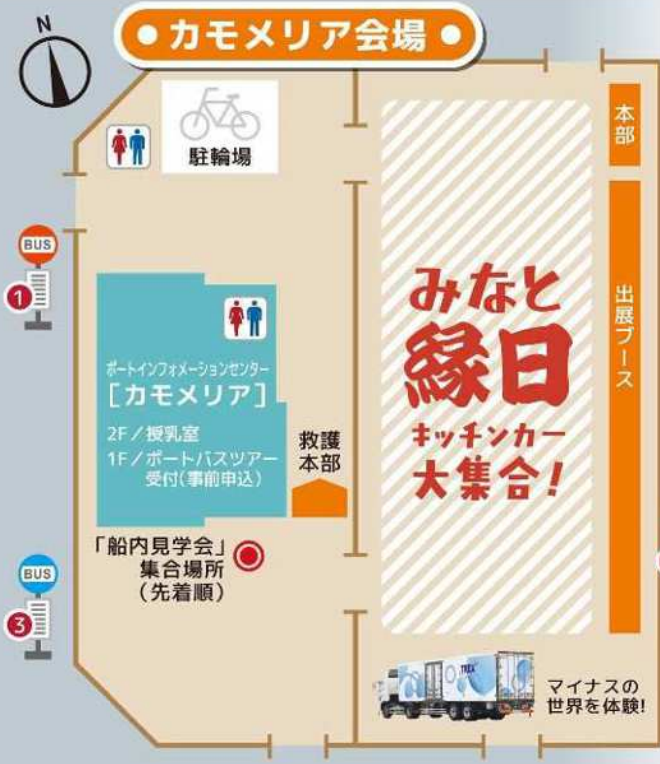 N
カモメリア会場
駐輪場
本部
BUS
1
出展ブース
みなと
縁日
キッチンカー
大集合!
ポートインフォメーションセンター
[カモメリア]
2F/授乳室
1F/ポートバスツアー
受付(事前申込)
救護
本部
「船内見学会」
集合場所
(先着順)
BUS
3
TREX
マイナスの
世界を体験!